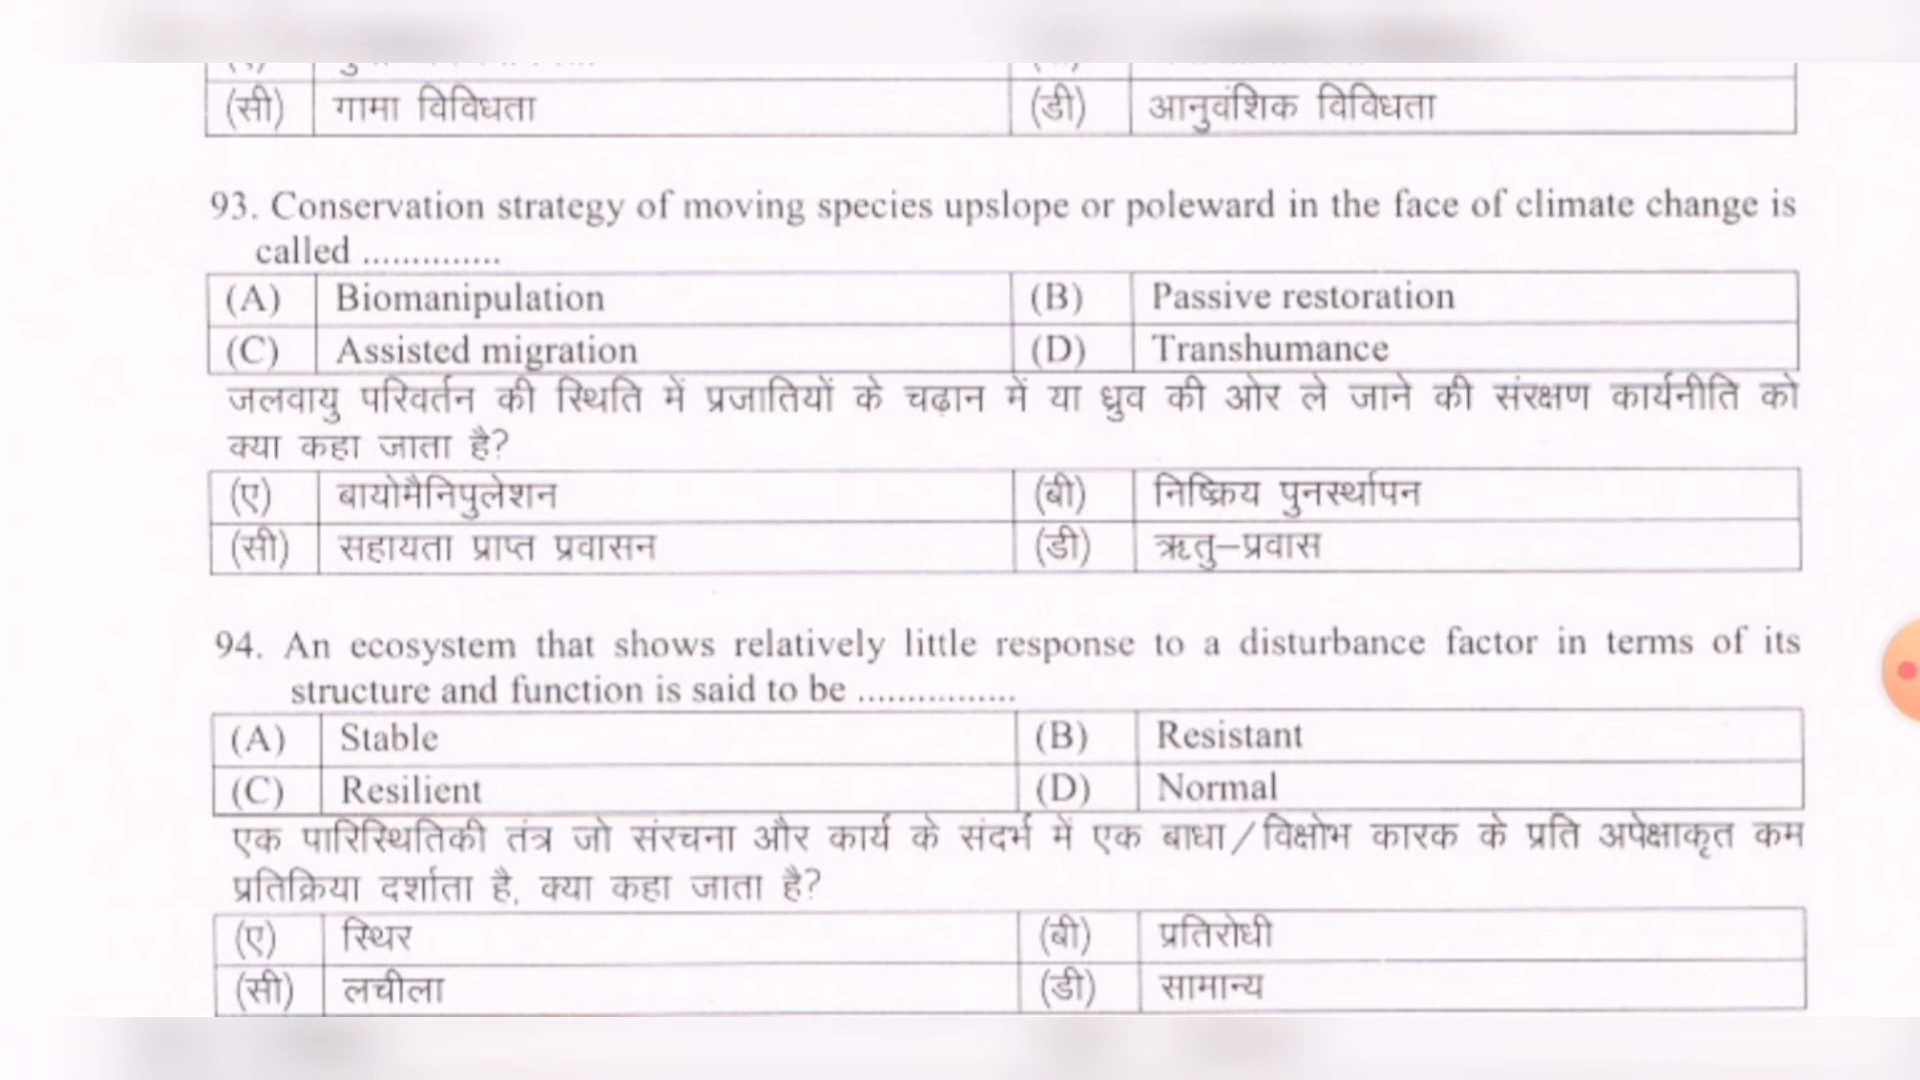 (सी) गामा विविधता (डी) आनुवंशिक विविधता
93. Conservation strategy of moving species upslope or poleward in the face of climate change is
called ..............
(A) Biomanipulation (B) Passive restoration
(C) Assisted migration (D) Transhumance
जलवायु परिवर्तन की स्थिति में प्रजातियों के चढ़ान में या ध्रुव की ओर ले जाने की संरक्षण कार्यनीति को
क्या कहा जाता है?
(ए) बायोमैनिपुलेशन (बी) निष्क्रिय पुनर्स्थापन
(सी) सहायता प्राप्त प्रवासन (डी) ऋतु–प्रवास
94. An ecosystem that shows relatively little response to a disturbance factor in terms of its
structure and function is said to be ................
(A) Stable (B) Resistant
(C) Resilient (D) Normal
एक पारिस्थितिकी तंत्र जो संरचना और कार्य के संदर्भ में एक बाधा/विक्षोभ कारक के प्रति अपेक्षाकृत कम
प्रतिक्रिया दर्शाता है, क्या कहा जाता है?
(ए) स्थिर (बी) प्रतिरोधी
(सी) लचीला (डी) सामान्य